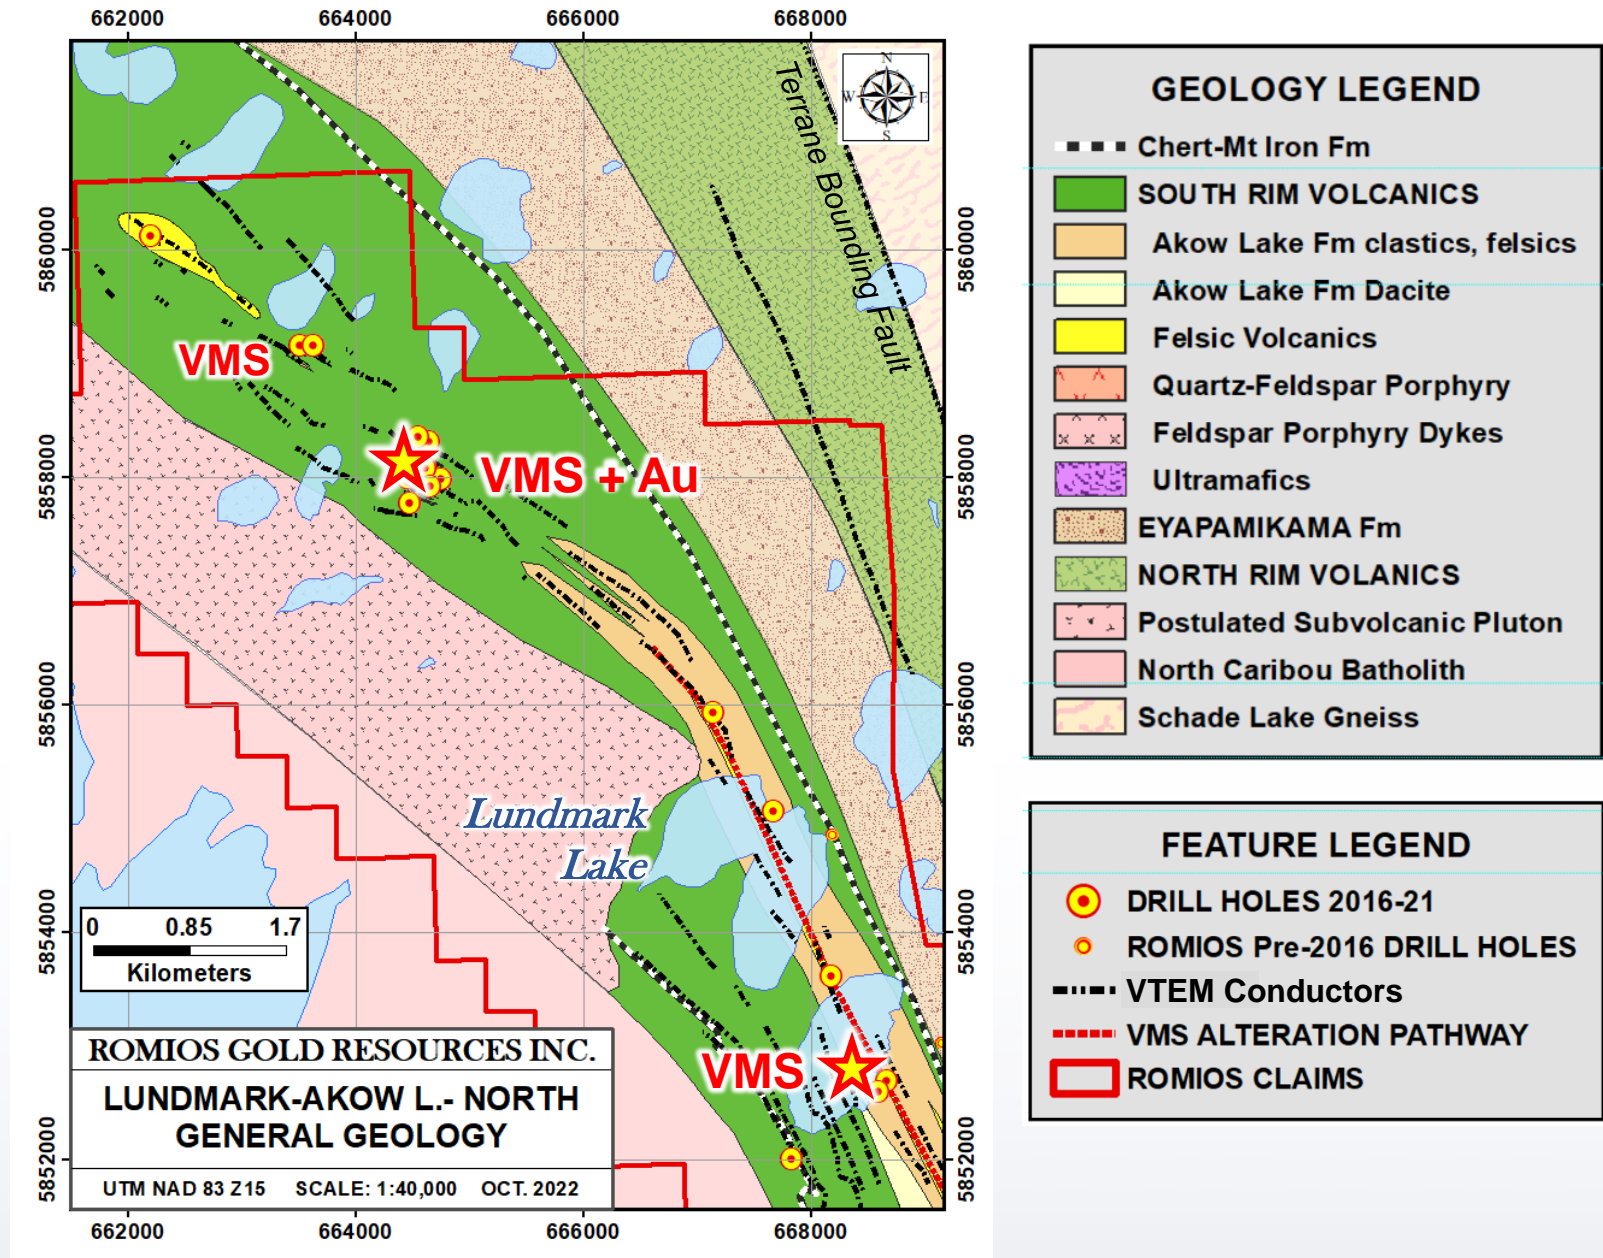 662000 664000 666000 668000
N
W E
S
Terrane Bounding Fault
5860000 5860000
VMS
VMS + Au
5858000 5858000
5856000 5856000
Lundmark
Lake
5854000 5854000
0 0.85 1.7
Kilometers
VMS
ROMIOS GOLD RESOURCES INC.
LUNDMARK-AKOW L.- NORTH
GENERAL GEOLOGY
UTM NAD 83 Z15 SCALE: 1:40,000 OCT. 2022
5852000 5852000
662000 664000 666000 668000
GEOLOGY LEGEND
Chert-Mt Iron Fm
SOUTH RIM VOLCANICS
Akow Lake Fm clastics, felsics
Akow Lake Fm Dacite
Felsic Volcanics
Quartz-Feldspar Porphyry
Feldspar Porphyry Dykes
Ultramafics
EYAPAMIKAMA Fm
NORTH RIM VOLANICS
Postulated Subvolcanic Pluton
North Caribou Batholith
Schade Lake Gneiss
FEATURE LEGEND
DRILL HOLES 2016-21
ROMIOS Pre-2016 DRILL HOLES
VTEM Conductors
VMS ALTERATION PATHWAY
ROMIOS CLAIMS